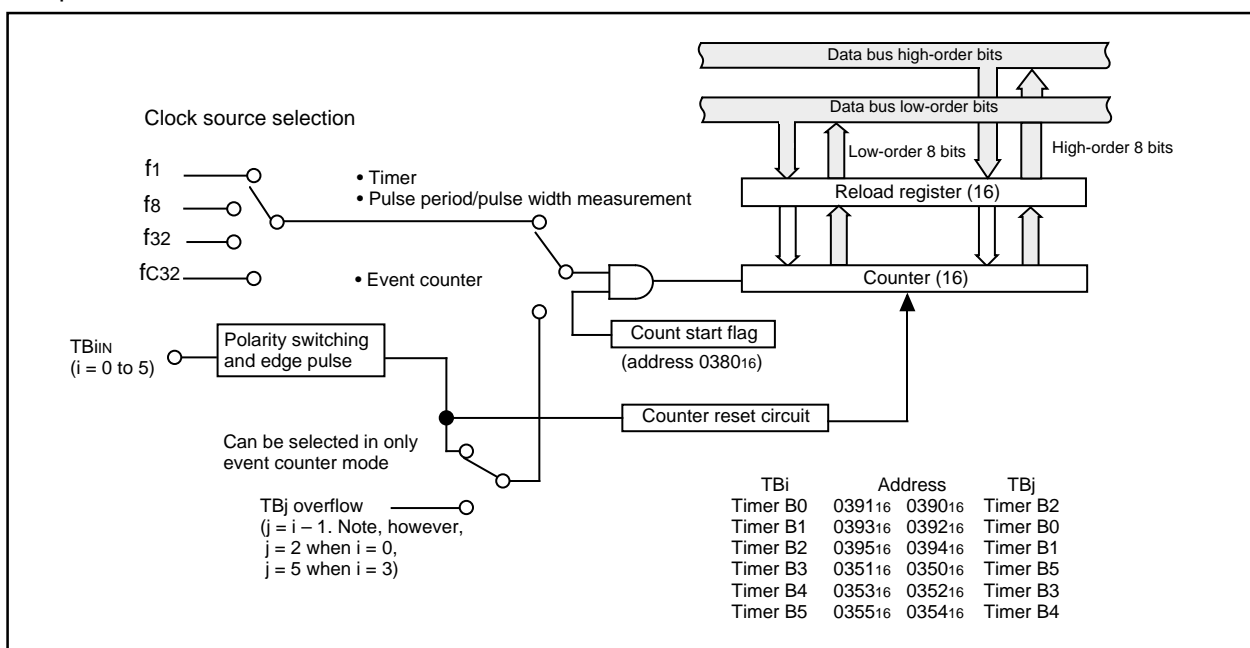 Data bus high-order bits
Data bus low-order bits
Clock source selection
Low-order 8 bits
High-order 8 bits
f1
• Timer
• Pulse period/pulse width measurement
Reload register (16)
f8
f32
fC32
• Event counter
Counter (16)
TBiIN
(i = 0 to 5)
Polarity switching
and edge pulse
Count start flag
(address 038016)
Counter reset circuit
Can be selected in only
event counter mode
TBj overflow
(j = i – 1. Note, however,
j = 2 when i = 0,
j = 5 when i = 3)
TBi Address TBj
Timer B0 039116 039016 Timer B2
Timer B1 039316 039216 Timer B0
Timer B2 039516 039416 Timer B1
Timer B3 035116 035016 Timer B5
Timer B4 035316 035216 Timer B3
Timer B5 035516 035416 Timer B4